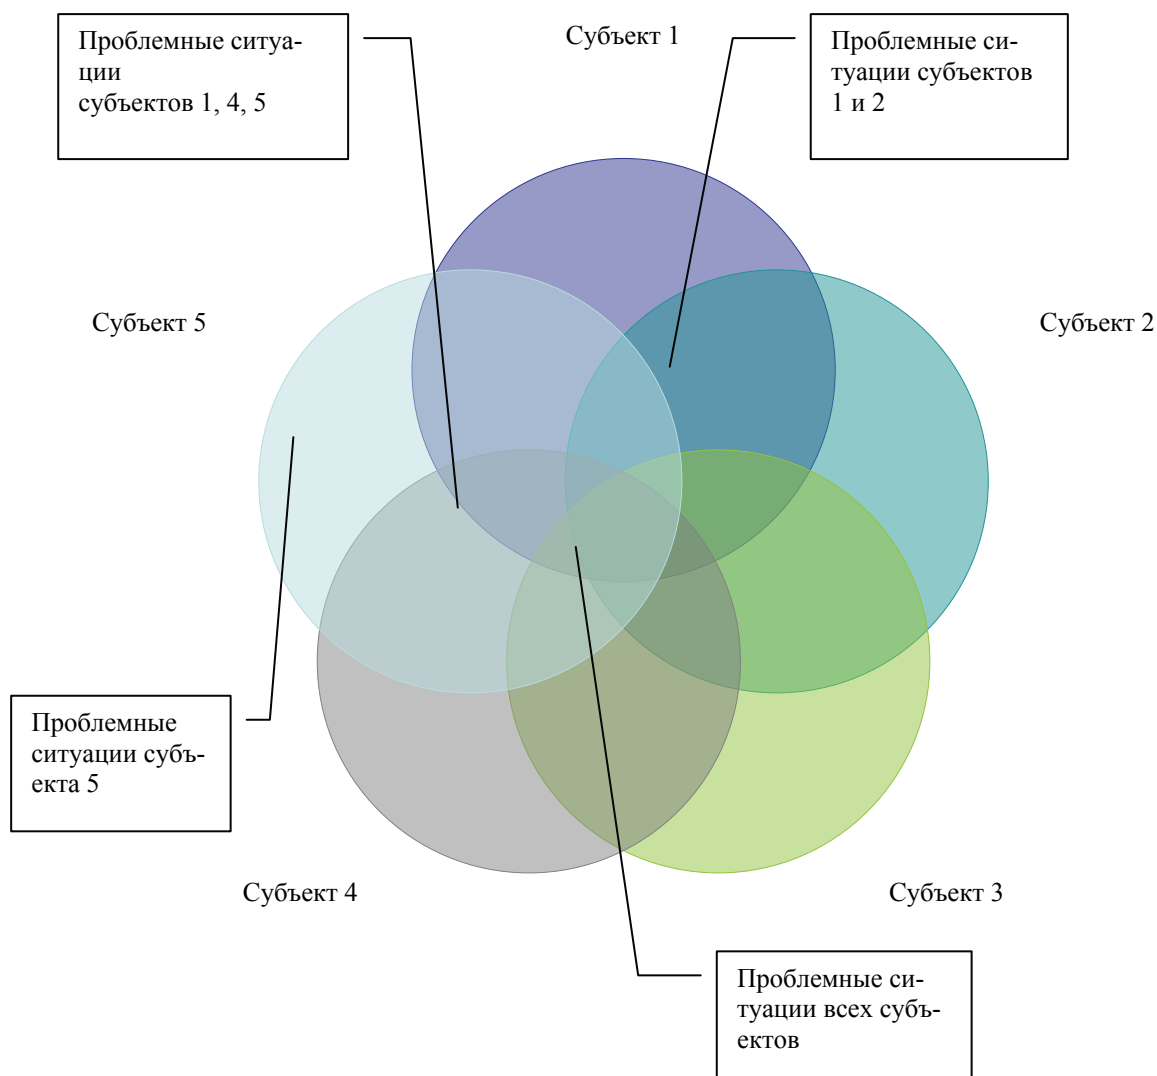 Проблемные ситуа-
ции
субъектов 1, 4, 5
Субъект 1
Проблемные си-
туации субъектов
1 и 2
Субъект 5
Субъект 2
Проблемные
ситуации субъ-
екта 5
Субъект 4
Субъект 3
Проблемные си-
туации всех субъ-
ектов